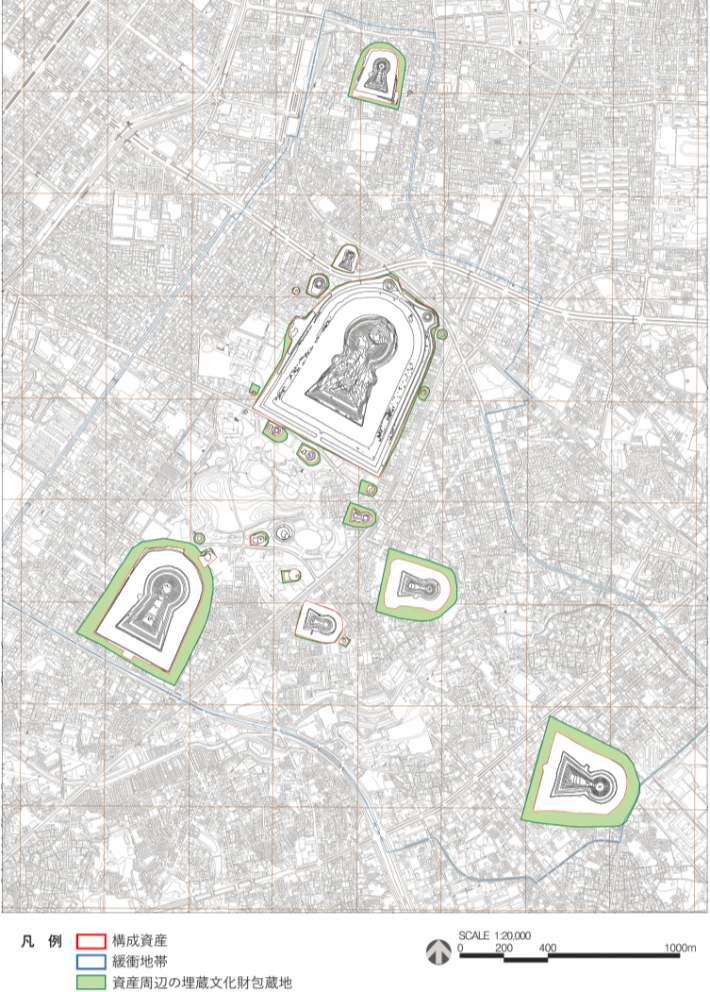 凡 例
構成資産
緩衝地帯
資産周辺の埋蔵文化財包蔵地
SCALE 1:20,000
0 200 400 1000m